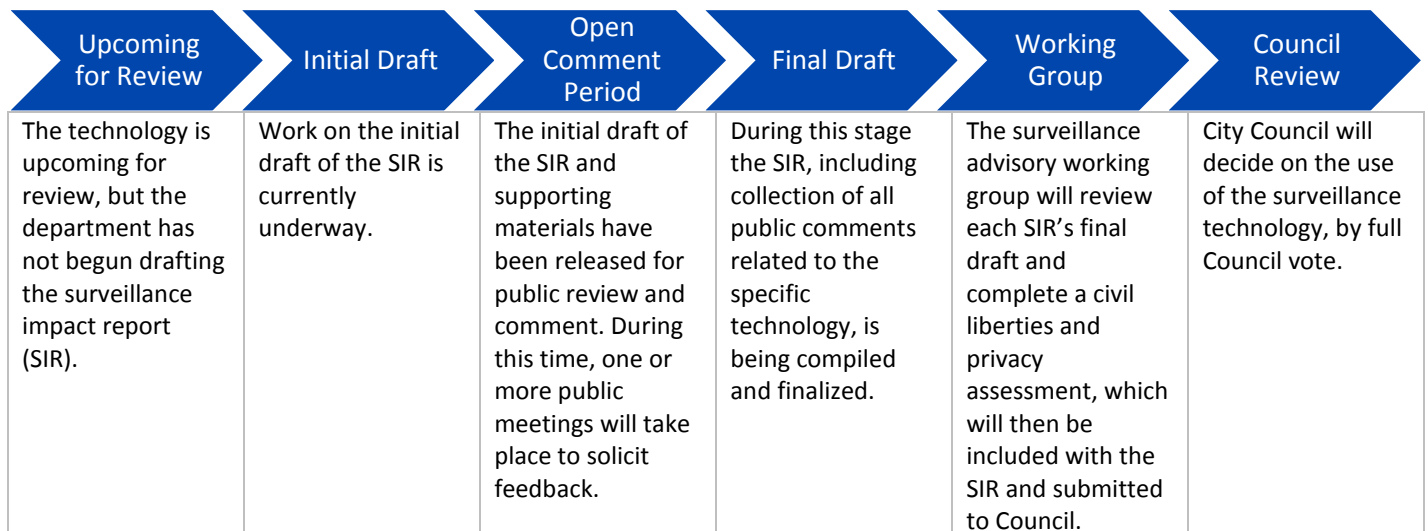 Upcoming
for Review
Initial Draft
Open
Comment
Period
Final Draft
Working
Group
Council
Review
The technology is
upcoming for
review, but the
department has
not begun drafting
the surveillance
impact report
(SIR).
Work on the initial
draft of the SIR is
currently
underway.
The initial draft of
the SIR and
supporting
materials have
been released for
public review and
comment. During
this time, one or
more public
meetings will take
place to solicit
feedback.
During this stage
the SIR, including
collection of all
public comments
related to the
specific
technology, is
being compiled
and finalized.
The surveillance
advisory working
group will review
each SIR’s final
draft and
complete a civil
liberties and
privacy
assessment, which
will then be
included with the
SIR and submitted
to Council.
City Council will
decide on the use
of the surveillance
technology, by full
Council vote.